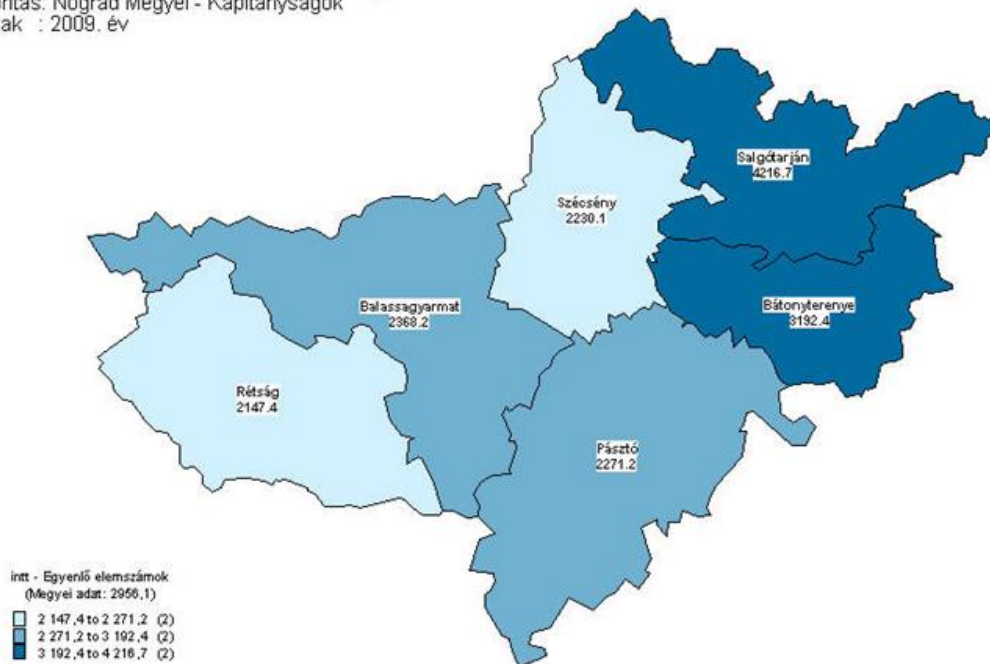 Nógrád Megyei - Kapitányságok
: 2009. év
Salgótarján
4216.7
Szécsény
2230.1
Bátonyterenye
3192.4
Balassagyarmat
2368.2
Rétság
2147.4
Pásztó
2271.2
intt - Egyenlő elemszámok
(Megyei adat: 2956,1)
2 147,4 to 2 271,2 (2)
2 271,2 to 3 192,4 (2)
3 192,4 to 4 216,7 (2)